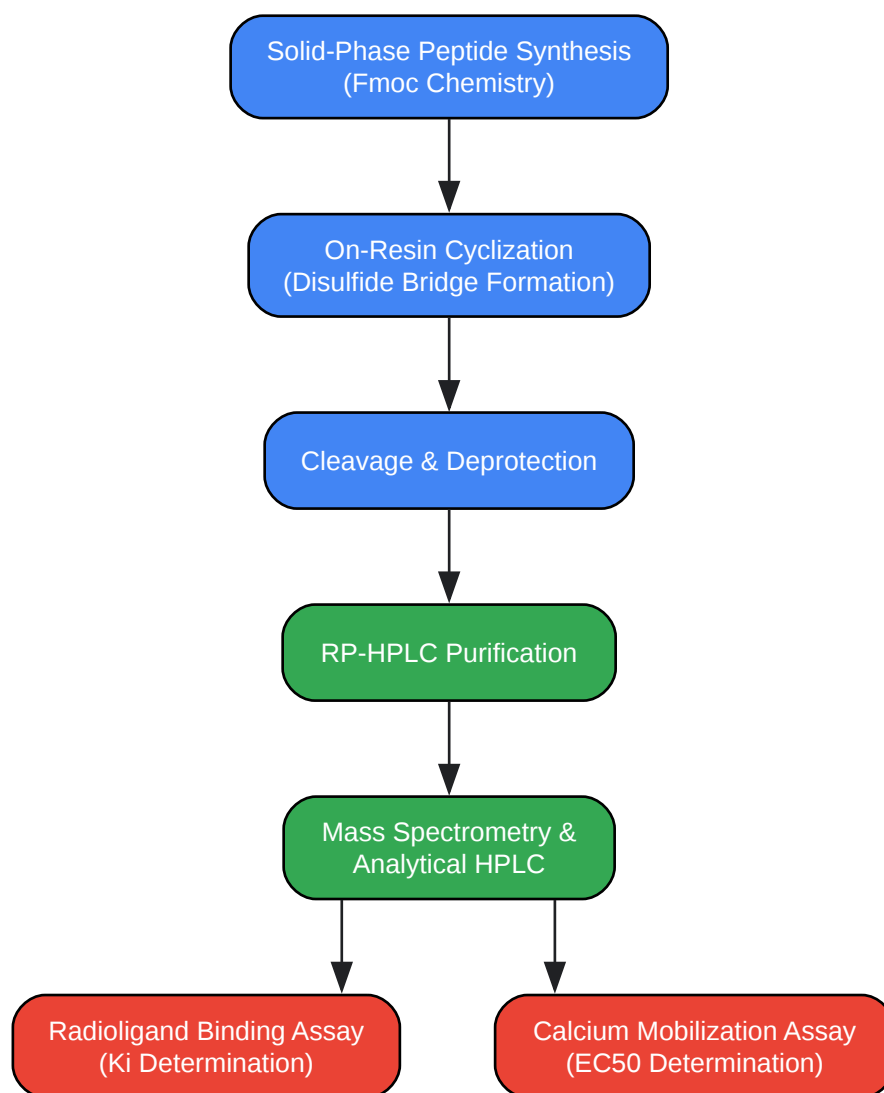 Solid-Phase Peptide Synthesis
(Fmoc Chemistry)
On-Resin Cyclization
(Disulfide Bridge Formation)
Cleavage & Deprotection
RP-HPLC Purification
Mass Spectrometry &
Analytical HPLC
Radioligand Binding Assay
(Ki Determination)
Calcium Mobilization Assay
(EC50 Determination)